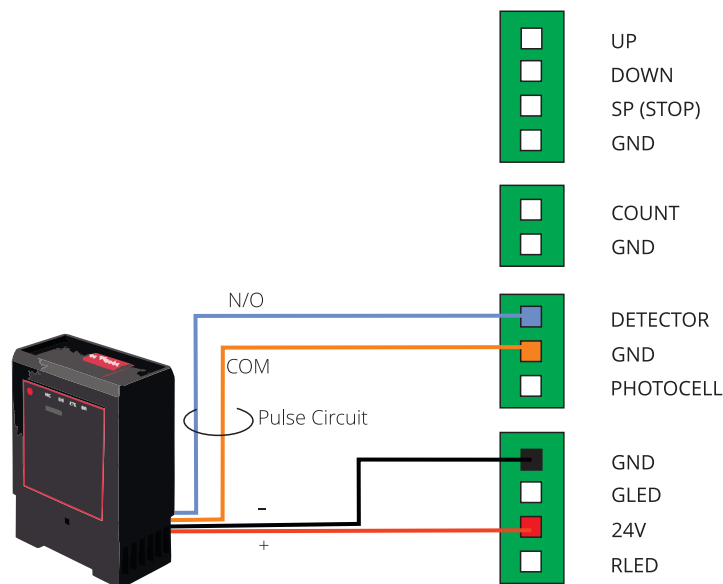 UP
DOWN
SP (STOP)
GND
COUNT
GND
N/O
DETECTOR
COM
GND
PHOTOCELL
Pulse Circuit
GND
GLED
-
24V
+
RLED